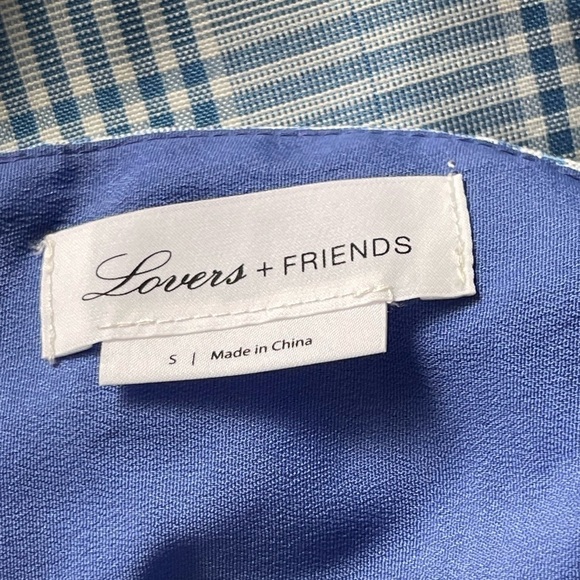 Lovers + FRIENDS
S | Made in China